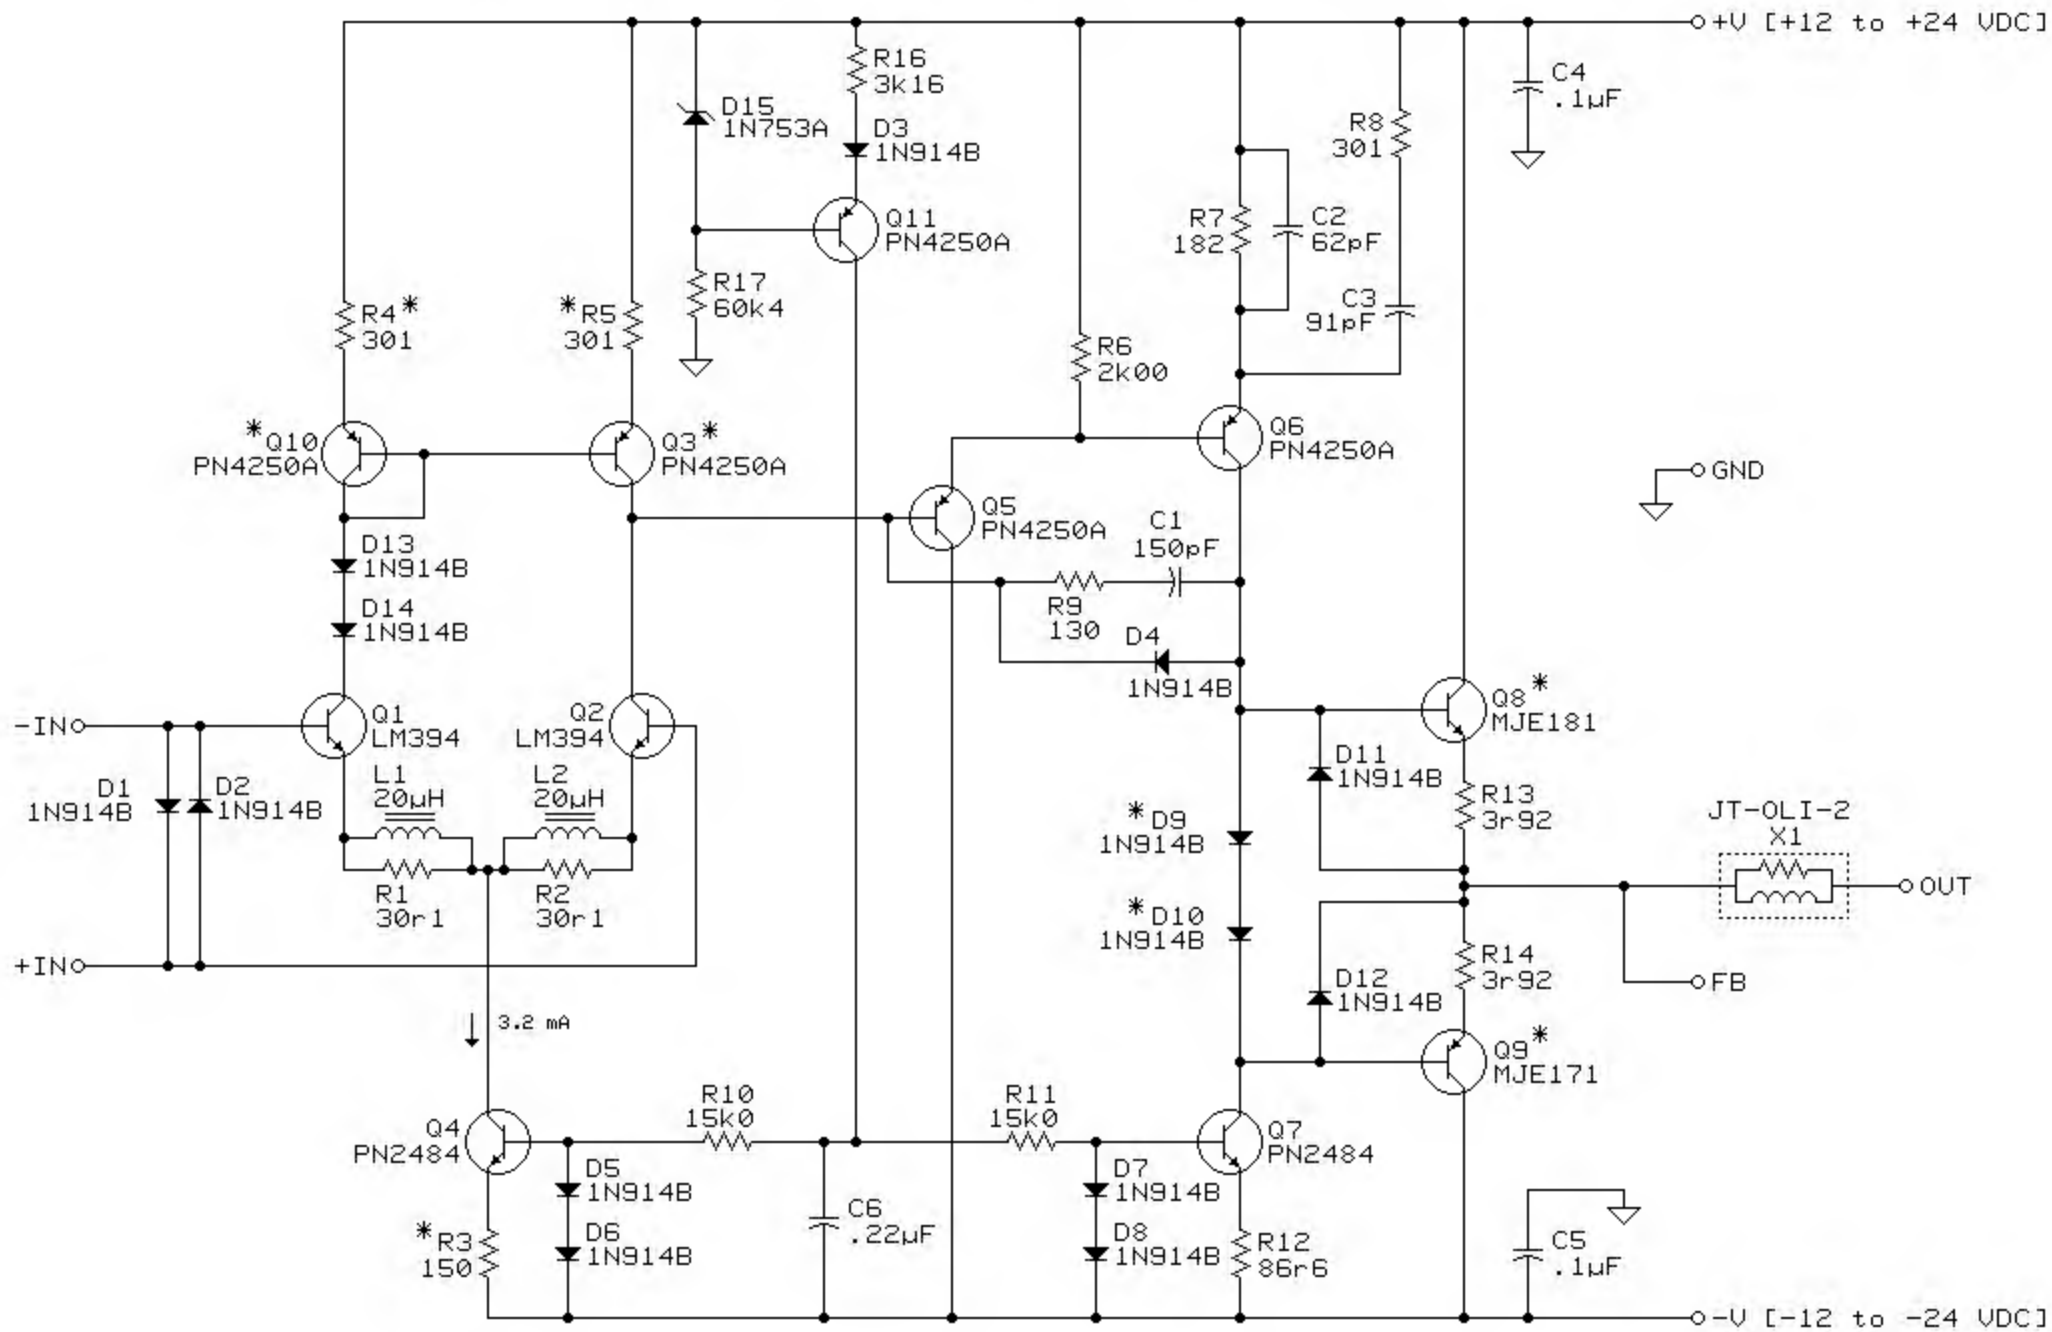 +V [+12 to +24 VDC]
R16
3k16
C4
.1µF
D15
1N753A
R8
301
D3
1N914B
Q11
PN4250A
R7
182
C2
62pF
R17
60k4
C3
91pF
R4*
301
*R5
301
R6
2k00
*Q10
PN4250A
Q3*
PN4250A
Q6
PN4250A
GND
Q5
PN4250A
C1
150pF
D13
1N914B
D14
1N914B
R9
130
D4
1N914B
-IN
Q1
LM394
Q2
LM394
Q8*
MJE181
D1
1N914B
D2
1N914B
L1
20µH
L2
20µH
D11
1N914B
R13
3r92
*D9
1N914B
JT-OLI-2
X1
R1
30r1
R2
30r1
OUT
*D10
1N914B
+IN
R14
3r92
FB
D12
1N914B
3.2 mA
Q9*
MJE171
R10
15k0
R11
15k0
Q4
PN2484
Q7
PN2484
D5
1N914B
D7
1N914B
C6
.22µF
*R3
150
D6
1N914B
D8
1N914B
R12
86r6
C5
.1µF
-V [-12 to -24 VDC]